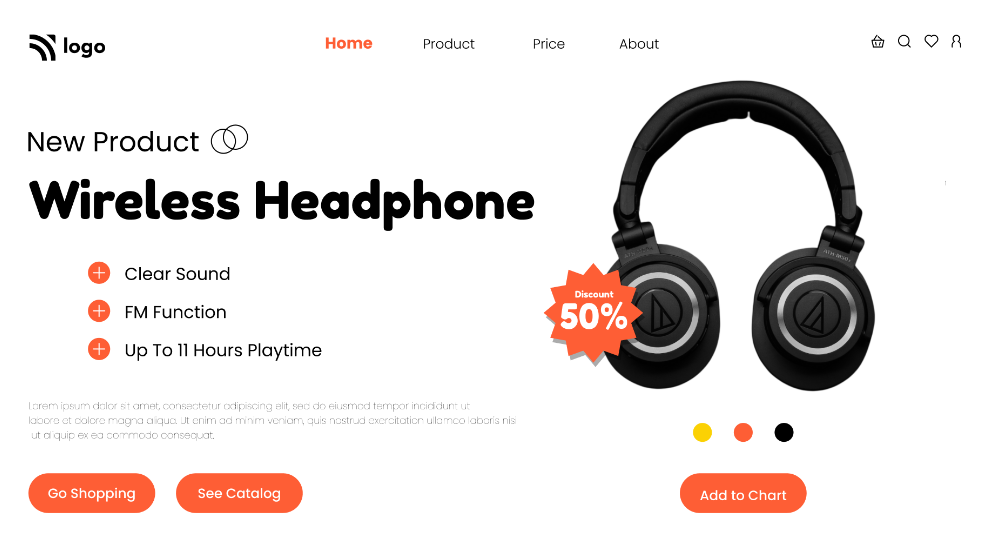 logo
Home
Product
Price
About
New Product
Wireless Headphone
Clear Sound
FM Function
Up To 11 Hours Playtime
Discount
50%
Lorem ipsum dolor sit amet, consectetur adipiscing elit, sed do eiusmod tempor incididunt ut
labore et dolore magna aliqua. Ut enim ad minim veniam, quis nostrud exercitation ullamco laboris nisi
ut aliquip ex ea commodo consequat.
Go Shopping
See Catalog
Add to Chart